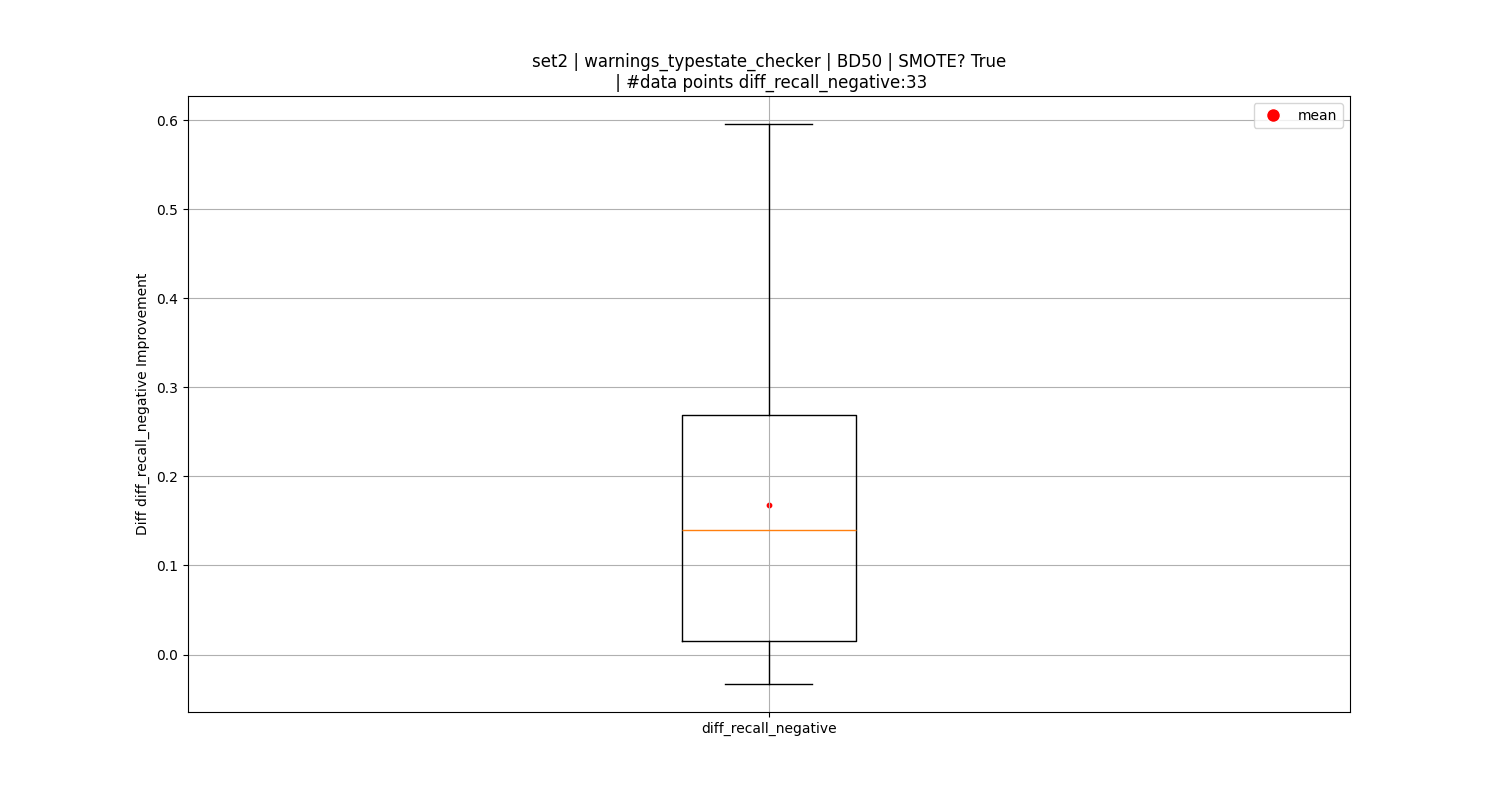 set2 | warnings_typestate_checker | BD50 | SMOTE? True
| #data points diff_recall_negative:33
mean
0.6
0.5
0.4
0.3
0.2
0.1
0.0
Diff diff_recall_negative Improvement
diff_recall_negative